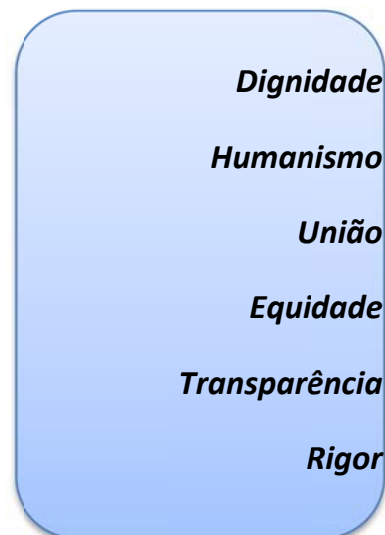 Dignidade
Humanismo
União
Equidade
Transparência
Rigor